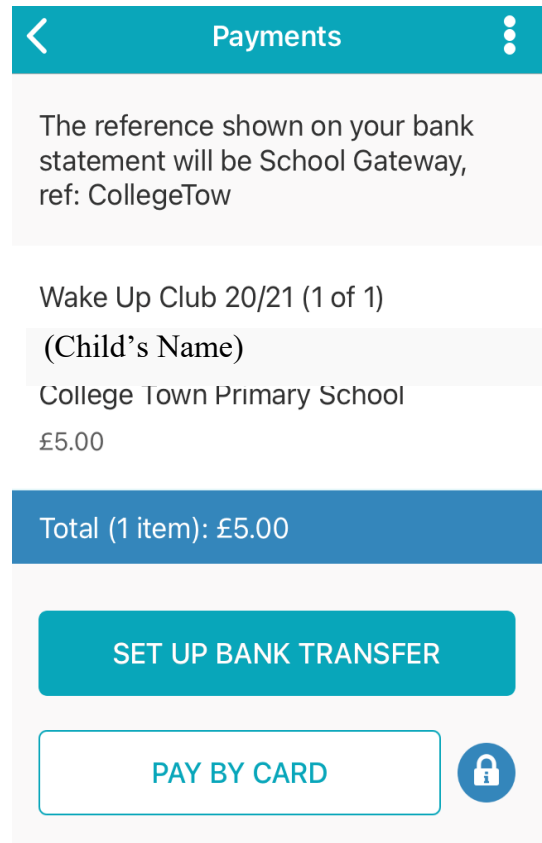 Payments
The reference shown on your bank
statement will be School Gateway,
ref: CollegeTow
Wake Up Club 20/21 (1 of 1)
(Child’s Name)
College Town Primary School
£5.00
Total (1 item): £5.00
SET UP BANK TRANSFER
PAY BY CARD